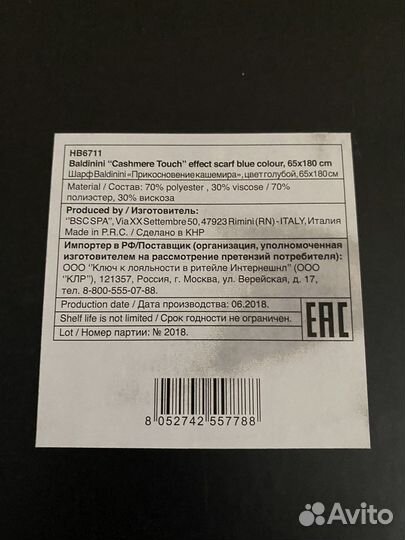 HB6711
Baldinini “Cashmere Touch” effect scarf blue colour, 65x180 cm
Шарф Baldinini «Прикосновение кашемира», цвет голубой, 65x180 см
Material / Состав: 70% polyester , 30% viscose / 70%
полиэстер, 30% вискоза
Produced by / Изготовитель:
“BSC SPA”, Via XX Settembre 50, 47923 Rimini (RN) - ITALY, Италия
Made in P.R.C. / Сделано в КНР
Импортер в РФ/Поставщик (организация, уполномоченная
изготовителем на рассмотрение претензий потребителя):
ООО “Ключ к лояльности в ритейле Интернешнл” (ООО
“КЛР”), 121357, Россия, г. Москва, ул. Верейская, д. 17,
тел. 8-800-555-07-88.
Production date / Дата производства: 06.2018.
Shelf life is not limited / Срок годности не ограничен.
Lot / Номер партии: № 2018.
EAC
8 052742 557788
Avito